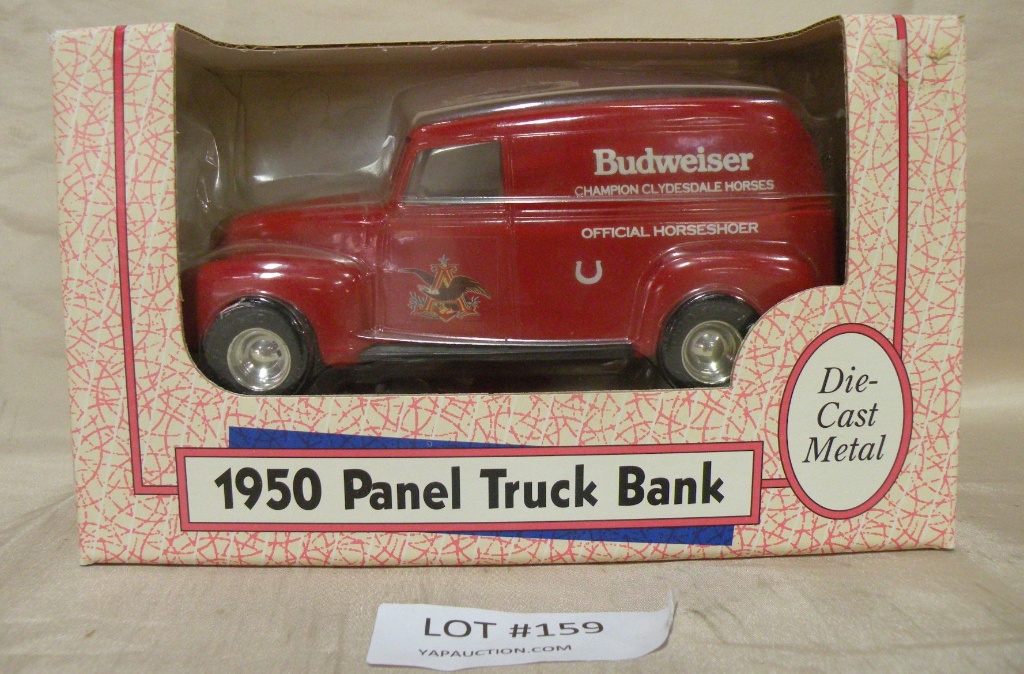 Budweiser
CHAMPION CLYDESDALE HORSES
OFFICIAL HORSESHOER
Die-
Cast
Metal
1950 Panel Truck Bank
LOT #159
YAPAUCTION.COM